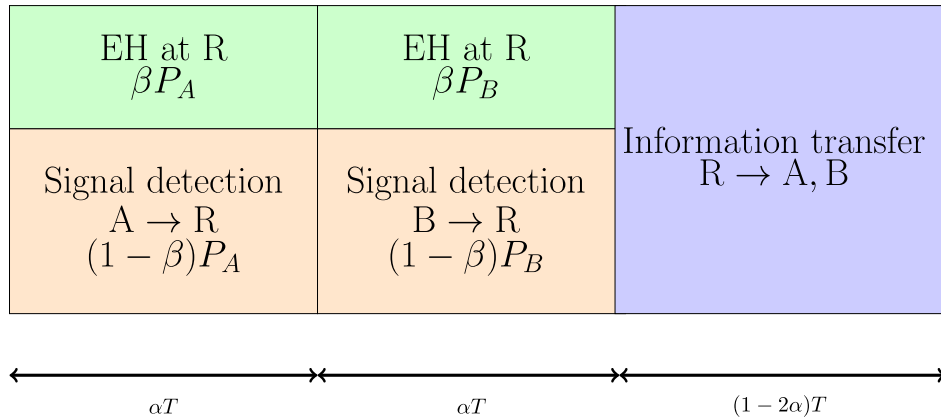 EH at R
βP_A
EH at R
βP_B
Signal detection
A → R
(1 − β)P_A
Signal detection
B → R
(1 − β)P_B
Information transfer
R → A, B
αT
αT
(1 − 2α)T